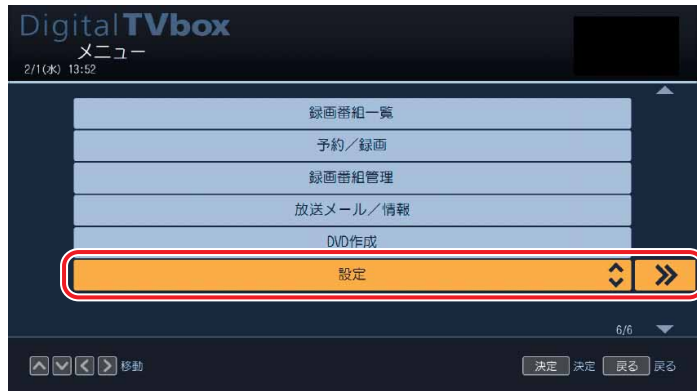 DigitalTVbox
メニュー
2/1(水) 13:52
録画番組一覧
予約／録画
録画番組管理
放送メール／情報
DVD作成
設定
6/6
移動 決定 決定 戻る 戻る